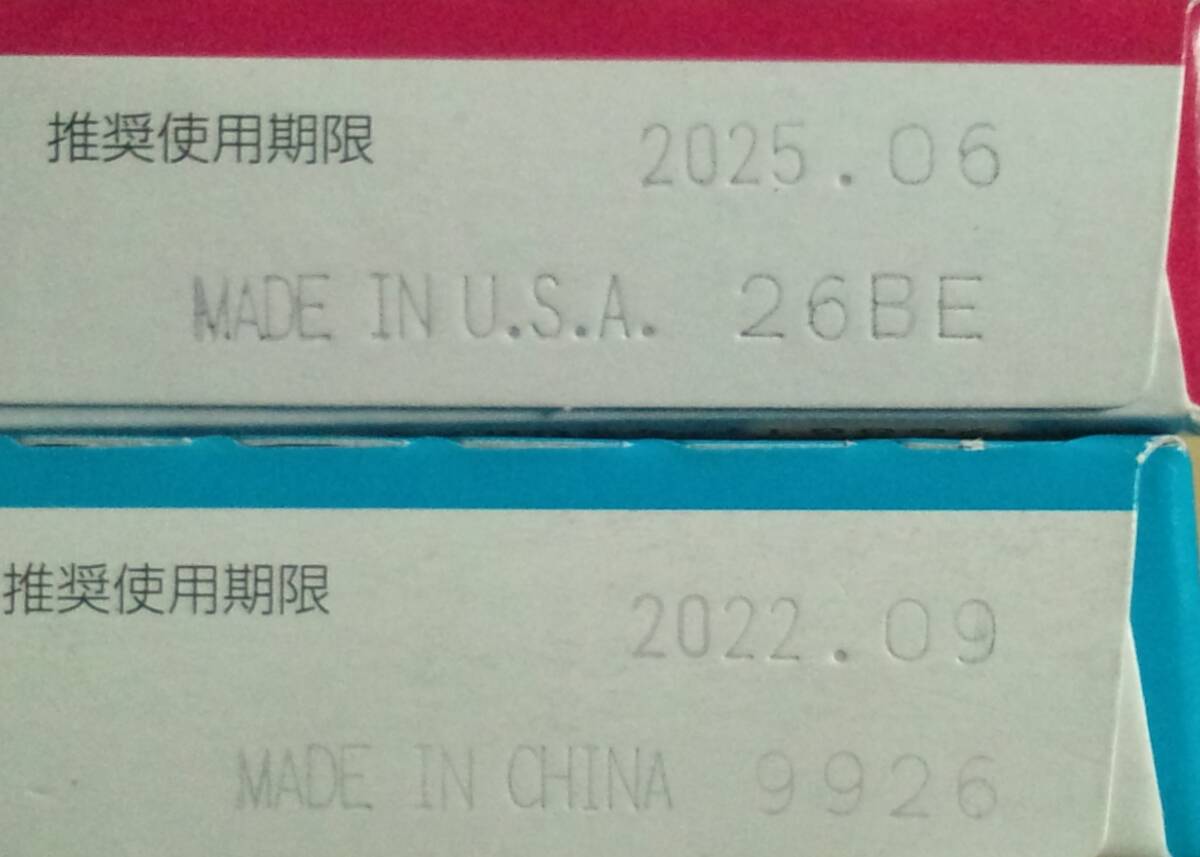 推奨使用期限 2025.06
MADE IN U.S.A. 26BE
推奨使用期限 2022.09
MADE IN CHINA 9926